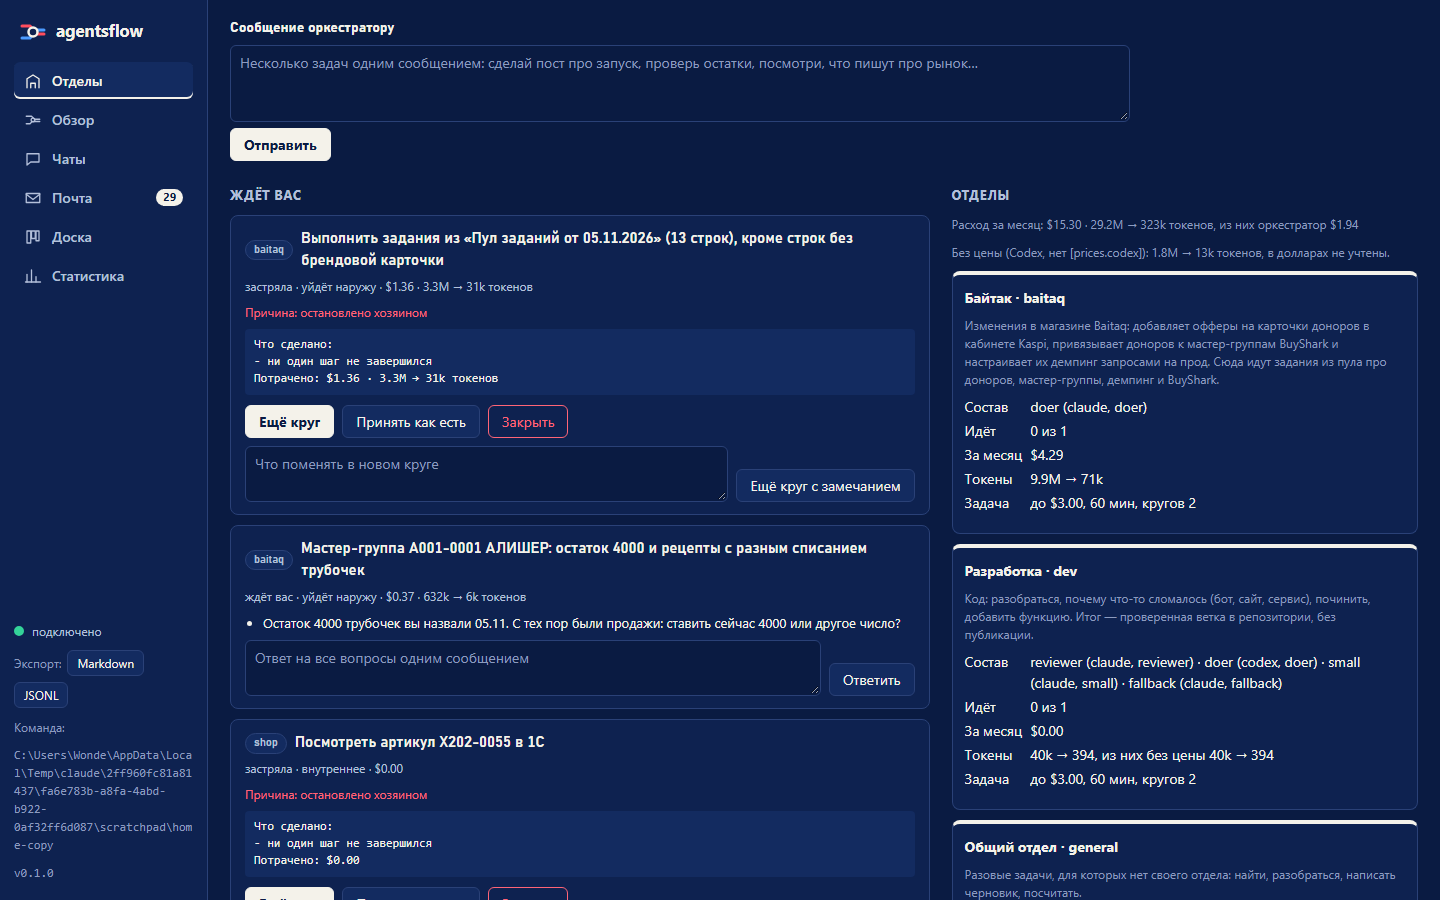 agentsflow
Отделы
Обзор
Чаты
Почта 29
Доска
Статистика
подключено
Экспорт: Markdown
JSONL
Команда:
C:\Users\Wonde\AppData\Loca
l\Temp\claude\2ff960fc81a81
437\fa6e783b-a8fa-4abd-
b922-
0af32ff6d087\scratchpad\hom
e-copy
v0.1.0
Сообщение оркестратору
Несколько задач одним сообщением: сделай пост про запуск, проверь остатки, посмотри, что пишут про рынок...
Отправить
ЖДЁТ ВАС
baitaq
Выполнить задания из «Пул заданий от 05.11.2026» (13 строк), кроме строк без
брендовой карточки
застряла · уйдёт наружу · $1.36 · 3.3M → 31k токенов
Причина: остановлено хозяином
Что сделано:
- ни один шаг не завершился
Потрачено: $1.36 · 3.3M → 31k токенов
Ещё круг
Принять как есть
Закрыть
Что поменять в новом круге
Ещё круг с замечанием
baitaq
Мастер-группа A001-0001 АЛИШЕР: остаток 4000 и рецепты с разным списанием
трубочек
ждёт вас · уйдёт наружу · $0.37 · 632k → 6k токенов
• Остаток 4000 трубочек вы назвали 05.11. С тех пор были продажи: ставить сейчас 4000 или другое число?
Ответ на все вопросы одним сообщением
Ответить
shop
Посмотреть артикул X202-0055 в 1С
застряла · внутреннее · $0.00
Причина: остановлено хозяином
Что сделано:
- ни один шаг не завершился
Потрачено: $0.00
ОТДЕЛЫ
Расход за месяц: $15.30 · 29.2M → 323k токенов, из них оркестратор $1.94
Без цены (Codex, нет [prices.codex]): 1.8M → 13k токенов, в долларах не учтены.
Байтак · baitaq
Изменения в магазине Baitaq: добавляет офферы на карточки доноров в
кабинете Kaspi, привязывает доноров к мастер-группам BuyShark и
настраивает их демпинг запросами на прод. Сюда идут задания из пула про
доноров, мастер-группы, демпинг и BuyShark.
Состав doer (claude, doer)
Идёт 0 из 1
За месяц $4.29
Токены 9.9M → 71k
Задача до $3.00, 60 мин, кругов 2
Разработка · dev
Код: разобраться, почему что-то сломалось (бот, сайт, сервис), починить,
добавить функцию. Итог — проверенная ветка в репозитории, без
публикации.
Состав reviewer (claude, reviewer) · doer (codex, doer) · small
(claude, small) · fallback (claude, fallback)
Идёт 0 из 1
За месяц $0.00
Токены 40k → 394, из них без цены 40k → 394
Задача до $3.00, 60 мин, кругов 2
Общий отдел · general
Разовые задачи, для которых нет своего отдела: найти, разобраться, написать
черновик, посчитать.